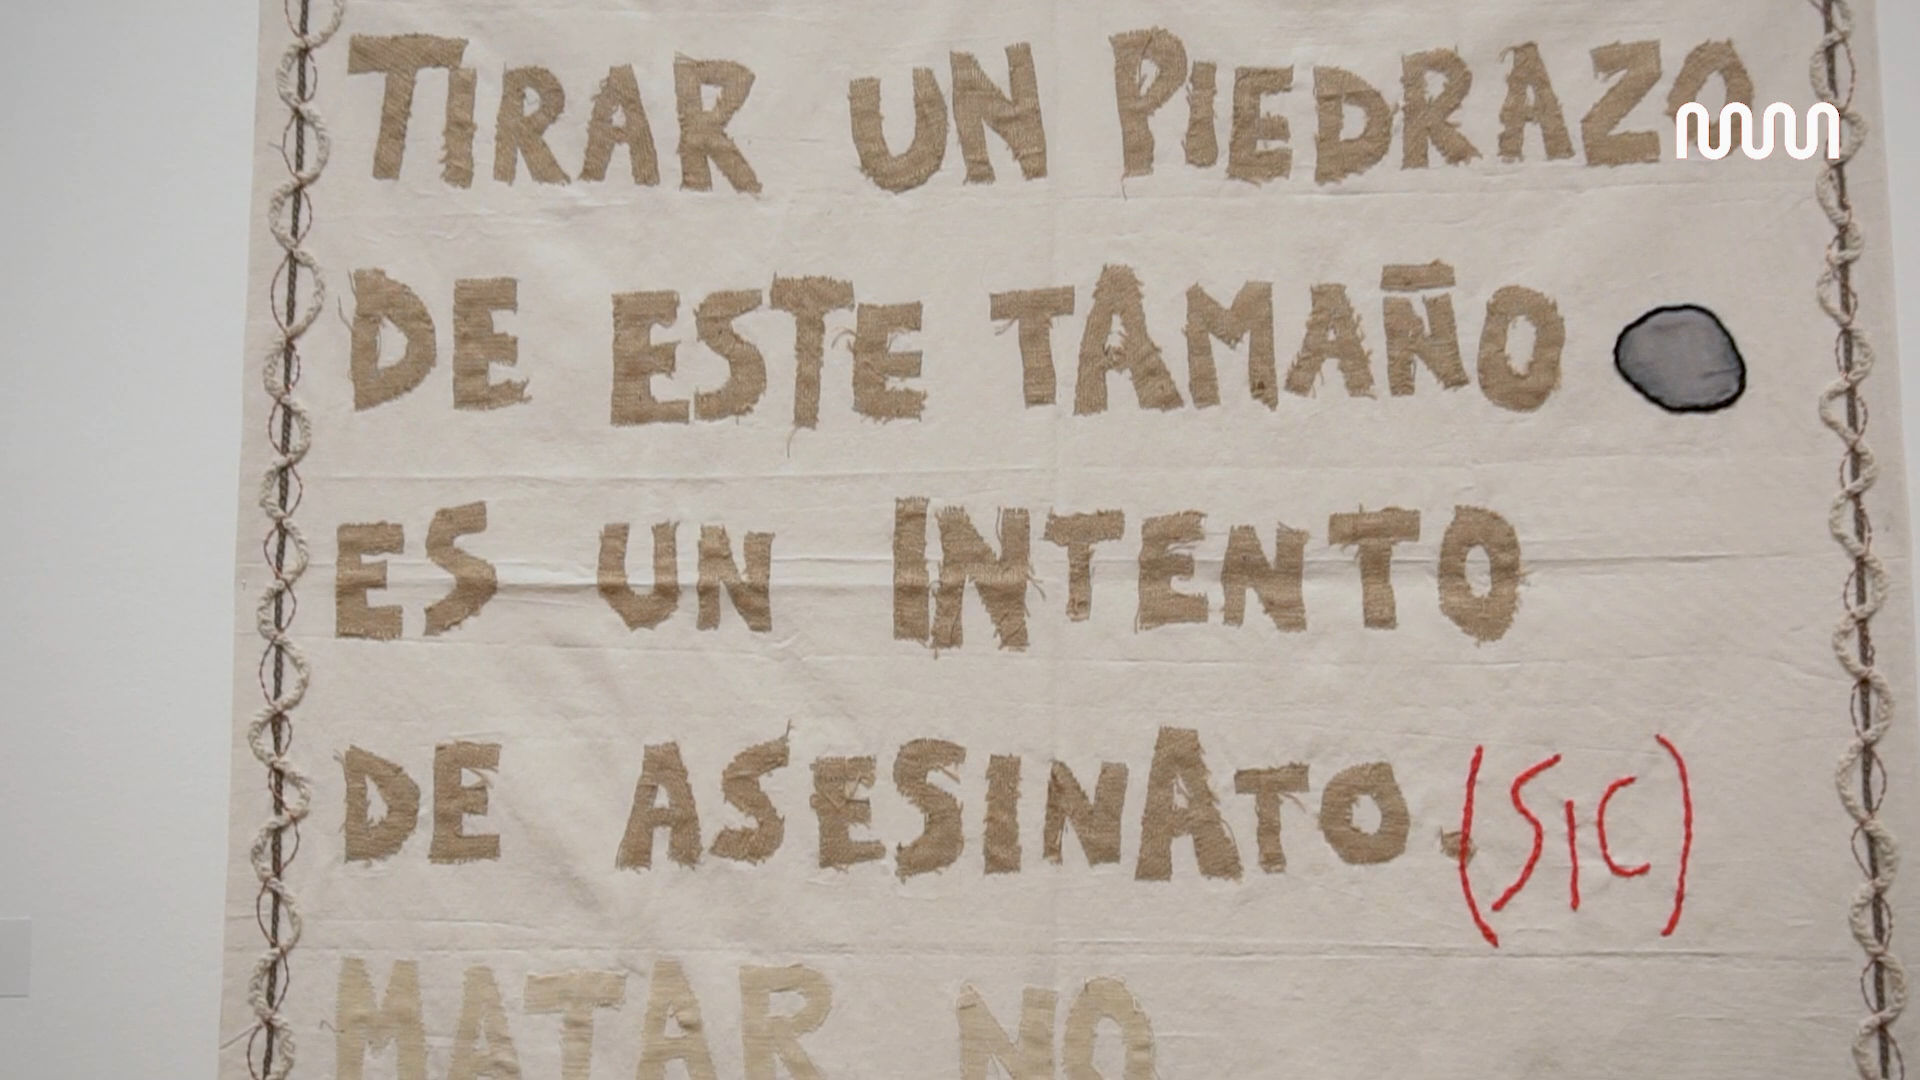 TIRAR UN PIEDRAZO
DE ESTE TAMAÑO
ES UN INTENTO
DE ASESINATO (SIC)
MATAR NO